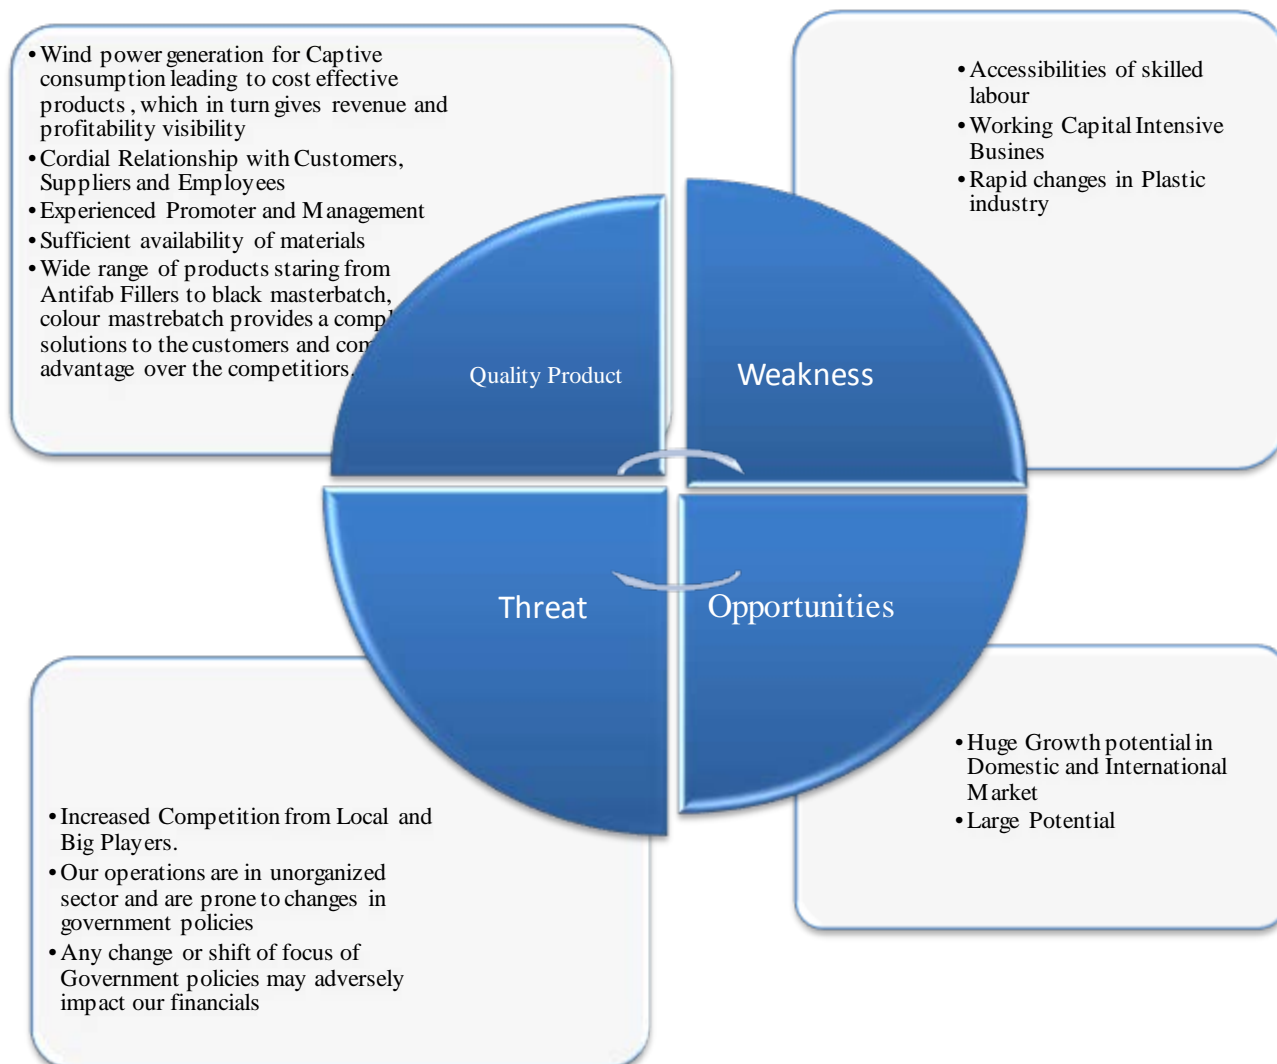 • Wind power generation for Captive
consumption leading to cost effective
products , which in turn gives revenue and
profitability visibility
• Cordial Relationship with Customers,
Suppliers and Employees
• Experienced Promoter and Management
• Sufficient availability of materials
• Wide range of products staring from
Antifab Fillers to black masterbatch,
colour mastrebatch provides a
solutions to the customers and
advantage over the competitiors.
• Accessibilities of skilled
labour
• Working Capital Intensive
Busines
• Rapid changes in Plastic
industry
Quality Product
Weakness
Threat
Opportunities
• Increased Competition from Local and
Big Players.
• Our operations are in unorganized
sector and are prone to changes in
government policies
• Any change or shift of focus of
Government policies may adversely
impact our financials
• Huge Growth potential in
Domestic and International
Market
• Large Potential